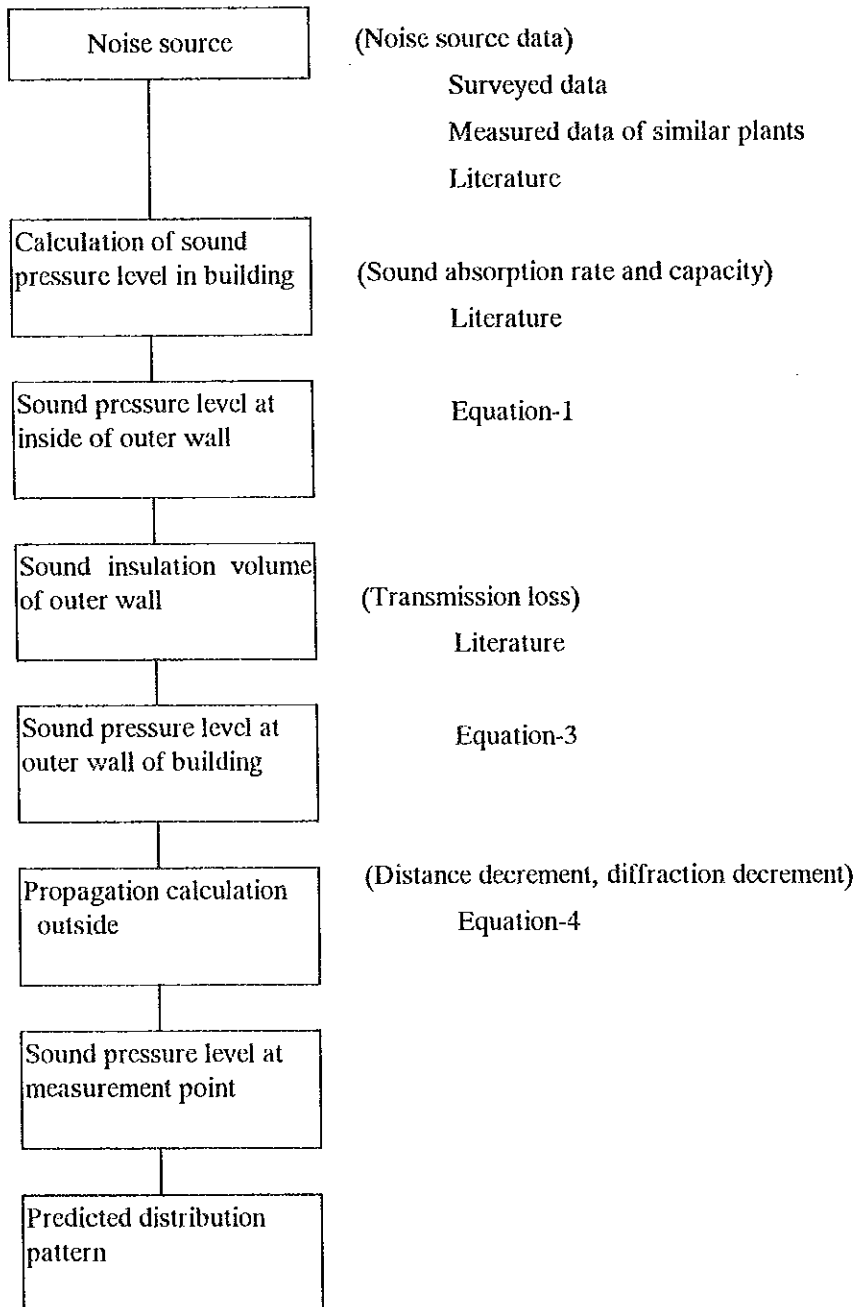 Noise source
(Noise source data)
Surveyed data
Measured data of similar plants
Literature
Calculation of sound
pressure level in building
(Sound absorption rate and capacity)
Literature
Sound pressure level at
inside of outer wall
Equation-1
Sound insulation volume
of outer wall
(Transmission loss)
Literature
Sound pressure level at
outer wall of building
Equation-3
Propagation calculation
outside
(Distance decrement, diffraction decrement)
Equation-4
Sound pressure level at
measurement point
Predicted distribution
pattern